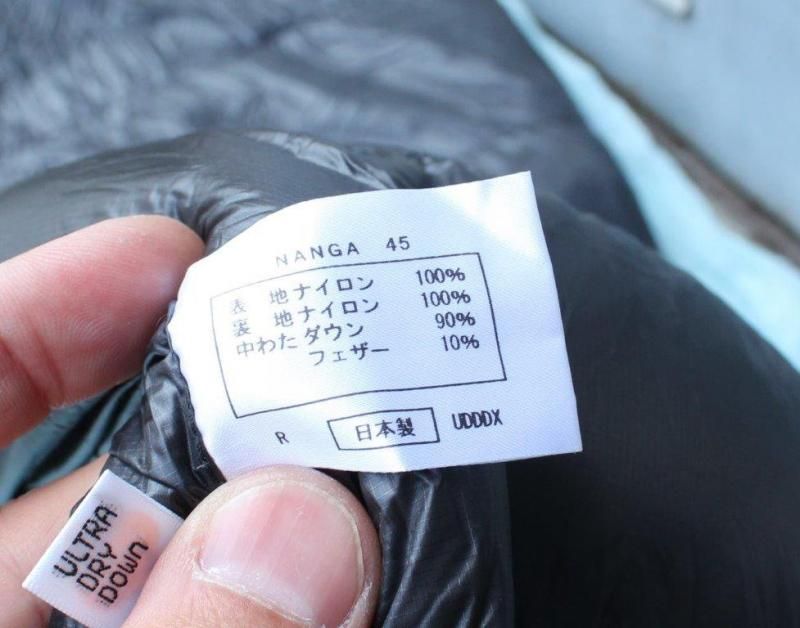 NANGA 45
表 地ナイロン 100%
裏 地ナイロン 100%
中わたダウン 90%
フェザー 10%
R 日本製 UDDDX
ULTRA
DRY
DOWN